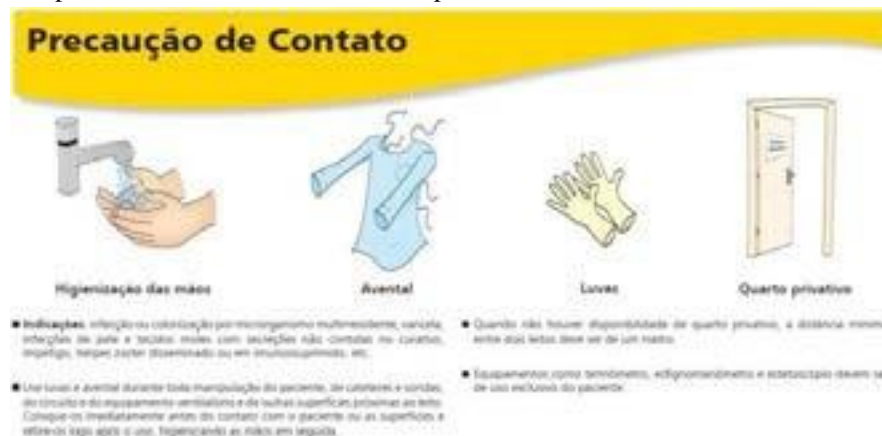 Precaução de Contato
Higienização das mãos
Avental
Luvas
Quarto privativo
■ Indicações: infecção ou colonização por microrganismo multirresistente, varicela,
infecções de pele e tecidos moles com secreções não contidas no curativo,
impetigo, herpes zoster disseminado ou em imunossuprimido, etc.
■ Use luvas e avental durante toda manipulação do paciente, de cateteres e sondas,
do circuito e do equipamento ventilatório e de outras superfícies próximas ao leito.
Coloque-os imediatamente antes do contato com o paciente ou as superfícies e
retire-os logo após o uso, higienizando as mãos em seguida.
■ Quando não houver disponibilidade de quarto privativo, a distância mínim
entre dois leitos deve ser de um metro.
■ Equipamentos como termômetro, esfignomanômetro e estetoscópio devem se
de uso exclusivo do paciente.